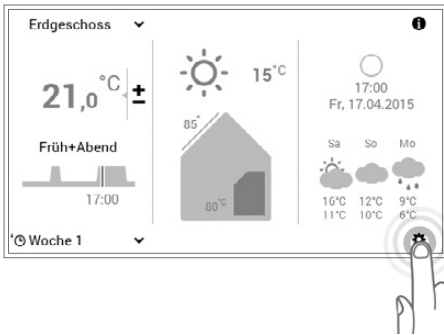 Erdgeschoss
21,0 °C ±
Früh+Abend
17:00
Woche 1
15°C
85°
80°C
17:00
Fr, 17.04.2015
Sa So Mo
16°C 12°C 9°C
11°C 10°C 6°C